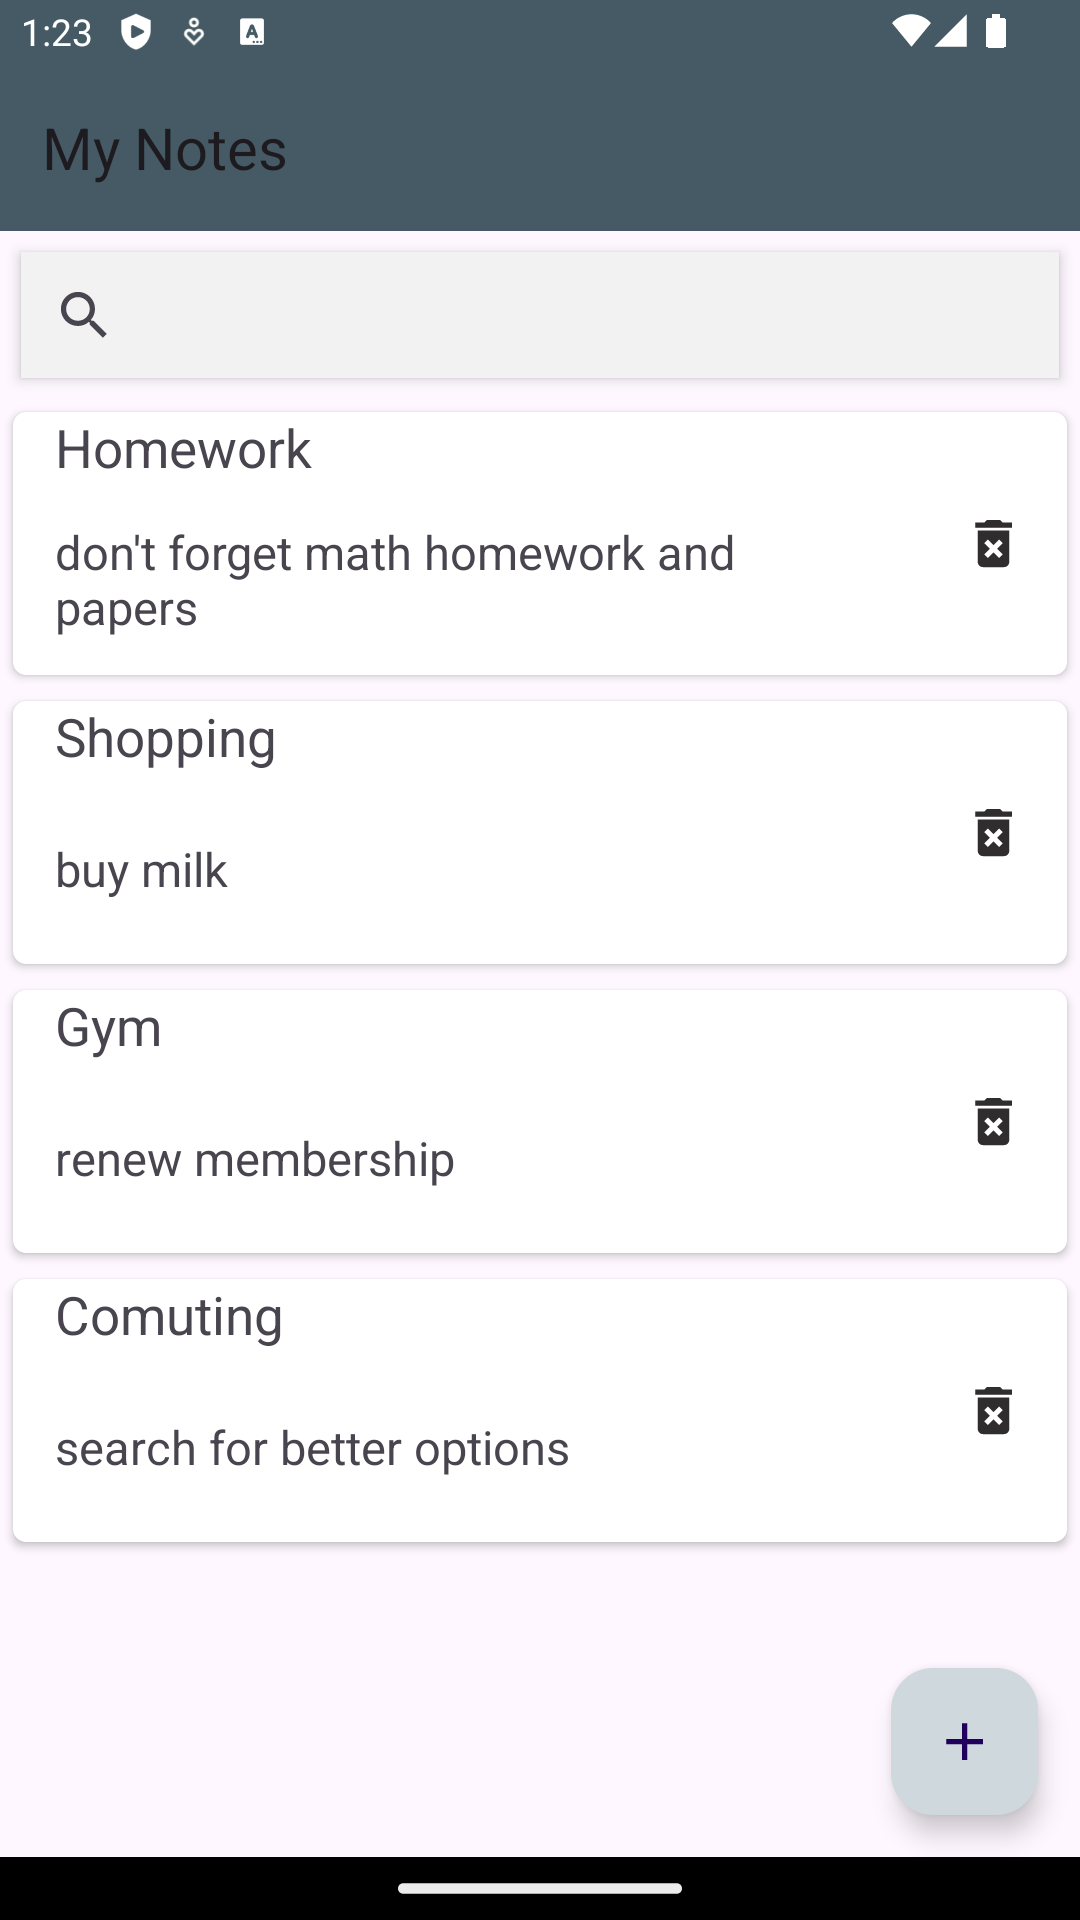 1:23
My Notes
Homework
don't forget math homework and
papers
Shopping
buy milk
Gym
renew membership
Comuting
search for better options